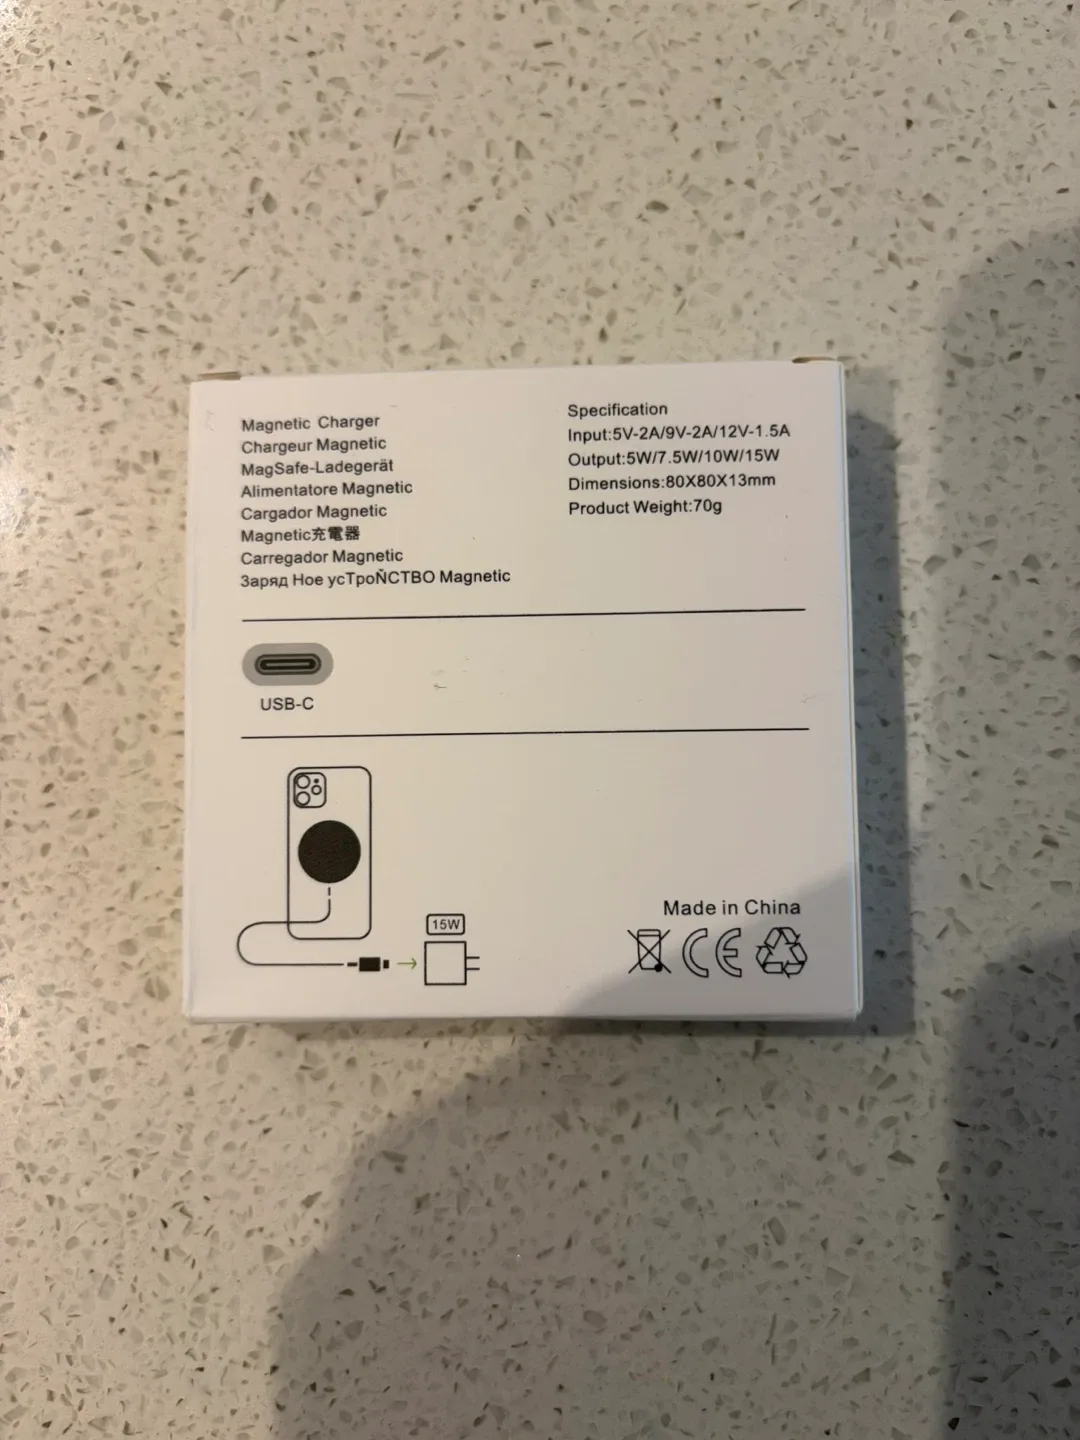 Magnetic Charger
Chargeur Magnetic
MagSafe-Ladegerät
Alimentatore Magnetic
Cargador Magnetic
Magnetic充電器
Carregador Magnetic
Заряд Ное усТроÑСТВО Magnetic
Specification
Input:5V-2A/9V-2A/12V-1.5A
Output:5W/7.5W/10W/15W
Dimensions:80X80X13mm
Product Weight:70g
USB-C
15W
Made in China
CE